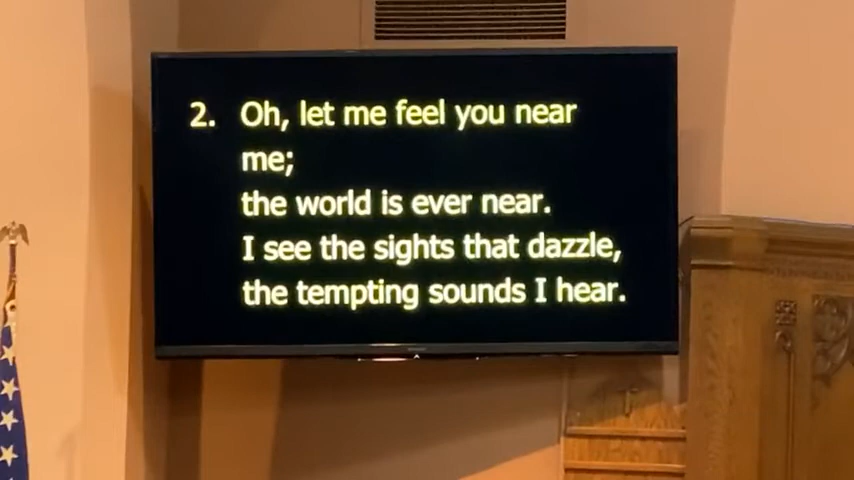 2. Oh, let me feel you near
me;
the world is ever near.
I see the sights that dazzle,
the tempting sounds I hear.